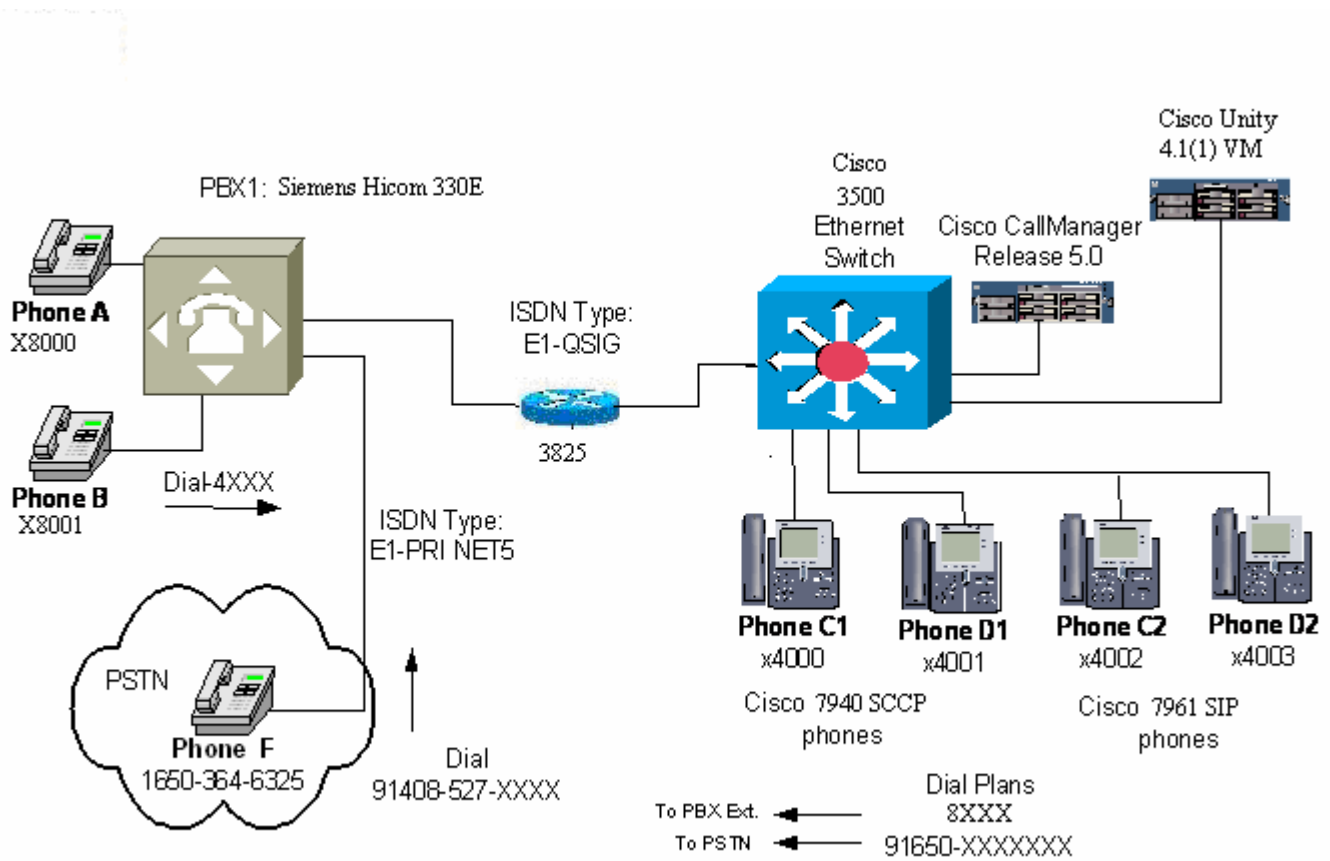 PBX1: Siemens Hicom 330E
Phone A
X8000
Phone B
X8001
Dial-4XXX
ISDN Type:
E1-QSIG
3825
ISDN Type:
E1-PRI NET5
Cisco
3500
Ethernet
Switch
Cisco CallManager
Release 5.0
Cisco Unity
4.1(1) VM
Phone C1
x4000
Phone D1
x4001
Phone C2
x4002
Phone D2
x4003
Cisco 7940 SCCP
phones
Cisco 7961 SIP
phones
PSTN
Phone F
1650-364-6325
Dial
91408-527-XXXX
Dial Plans
To PBX Ext. 8XXX
To PSTN 91650-XXXXXXX